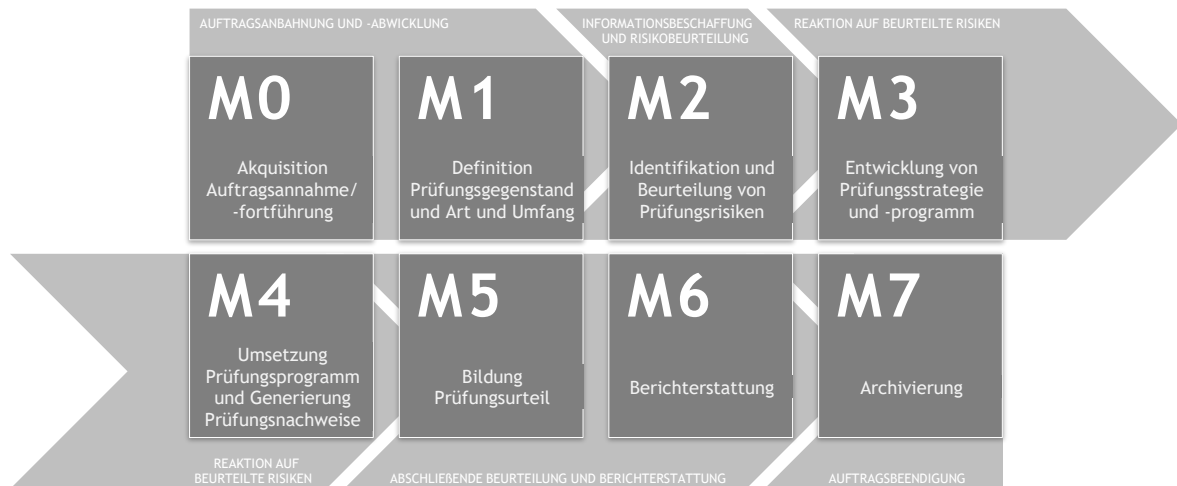 AUFTRAGSANBAHNUNG UND -ABWICKLUNG
INFORMATIONSBESCHAFFUNG
UND RISIKOBEURTEILUNG
REAKTION AUF BEURTEILTE RISIKEN
M0
Akquisition
Auftragsannahme/
-fortführung
M1
Definition
Prüfungsgegenstand
und Art und Umfang
M2
Identifikation und
Beurteilung von
Prüfungsrisiken
M3
Entwicklung von
Prüfungsstrategie
und -programm
M4
Umsetzung
Prüfungsprogramm
und Generierung
Prüfungsnachweise
M5
Bildung
Prüfungsurteil
M6
Berichterstattung
M7
Archivierung
REAKTION AUF
BEURTEILTE RISIKEN
ABSCHLIEßENDE BEURTEILUNG UND BERICHTERSTATTUNG
AUFTRAGSBEENDIGUNG